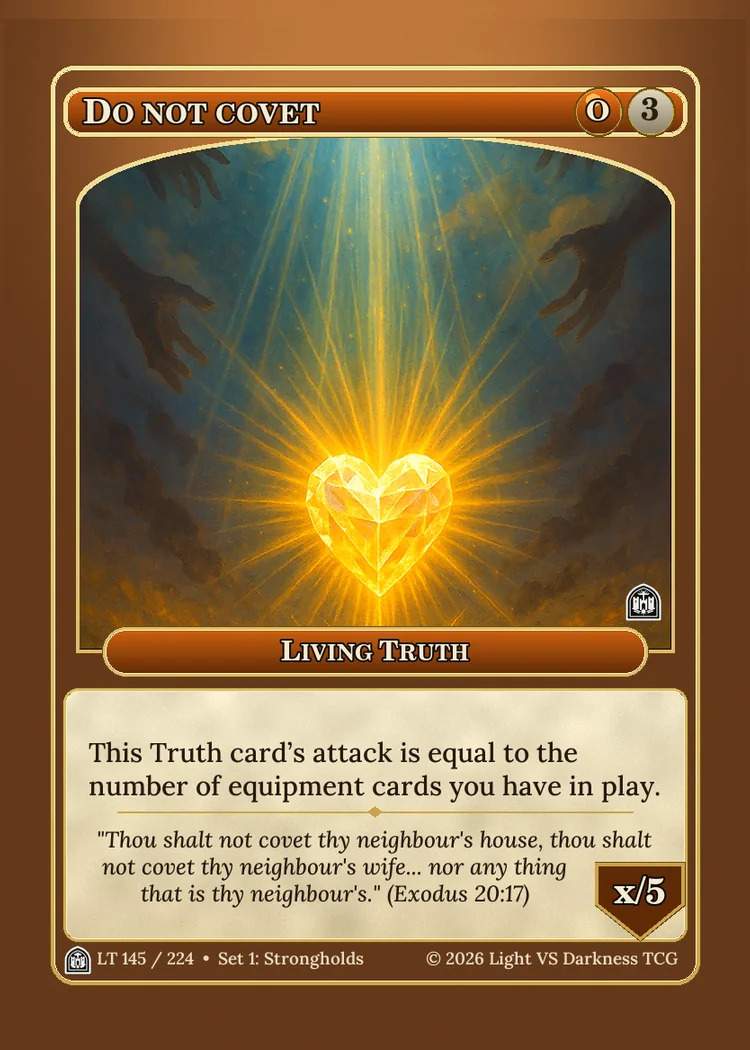 Do not covet
O 3
Living Truth
This Truth card’s attack is equal to the
number of equipment cards you have in play.
"Thou shalt not covet thy neighbour's house, thou shalt
not covet thy neighbour's wife... nor any thing
that is thy neighbour's." (Exodus 20:17)
x/5
LT 145 / 224 • Set 1: Strongholds
© 2026 Light VS Darkness TCG